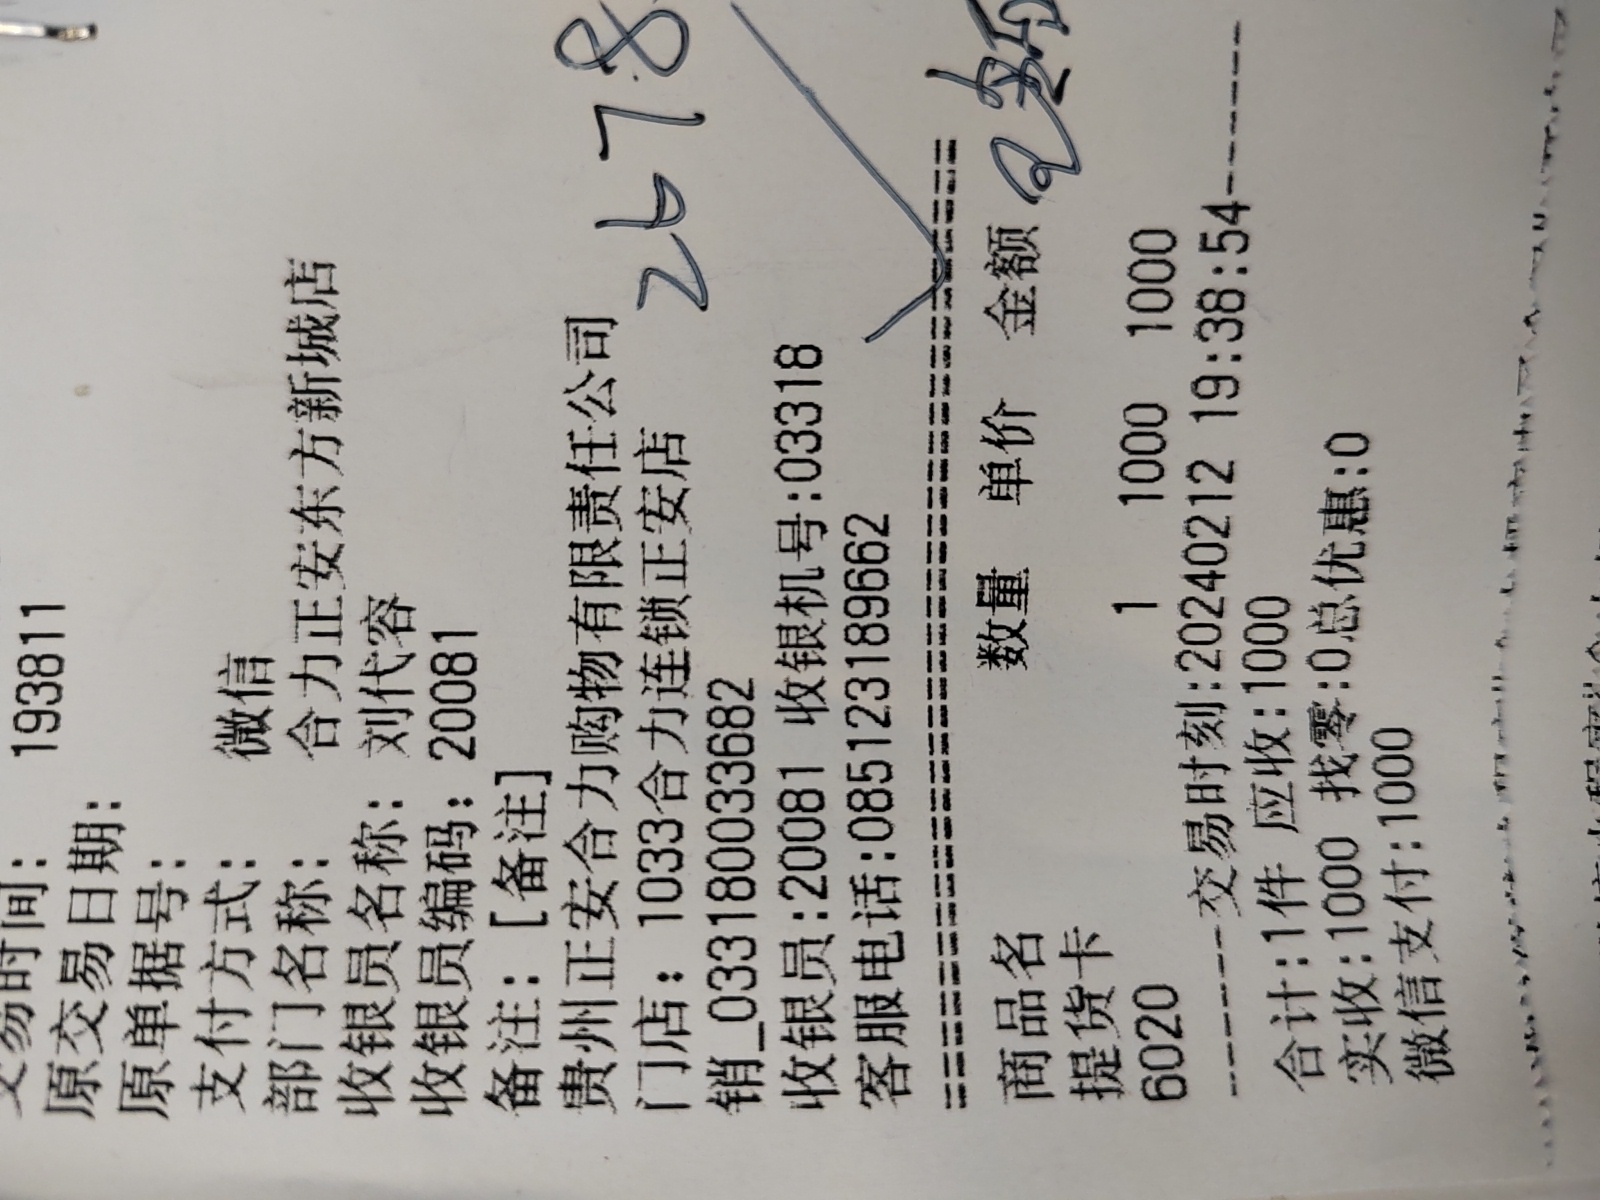 交易时间： 193811
原交易日期：
原单据号：
支付方式： 微信
部门名称： 合力正安东方新城店
收银员名称： 刘代容
收银员编码： 20081
备注： [备注]
贵州正安合力购物有限责任公司
门店： 1033合力连锁正安店
2678
销_0331800033682
收银员:20081 收银机号:03318
客服电话:085123189662
商品名 数量 单价 金额
提货卡
6020 1 1000 1000
交易时刻:20240212 19:38:54
合计:1件 应收:1000
实收:1000 找零:0总优惠:0
微信支付:1000